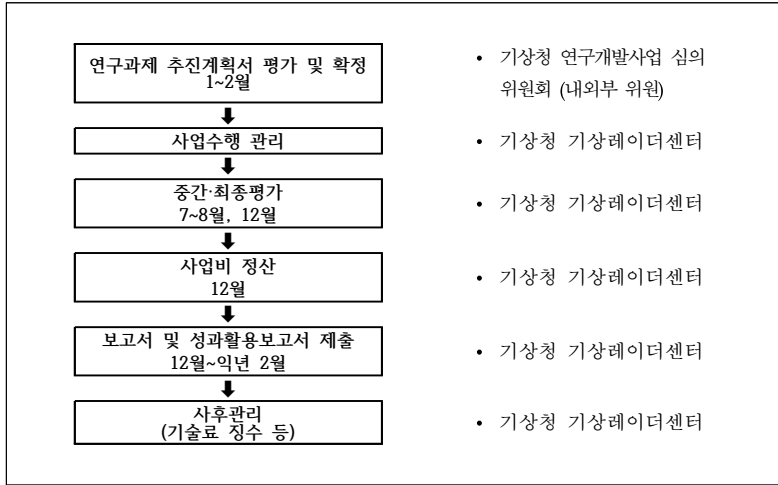 연구과제 추진계획서 평가 및 확정
1~2월
• 기상청 연구개발사업 심의
위원회 (내외부 위원)
사업수행 관리
• 기상청 기상레이더센터
중간·최종평가
7~8월, 12월
• 기상청 기상레이더센터
사업비 정산
12월
• 기상청 기상레이더센터
보고서 및 성과활용보고서 제출
12월~익년 2월
• 기상청 기상레이더센터
사후관리
(기술료 징수 등)
• 기상청 기상레이더센터